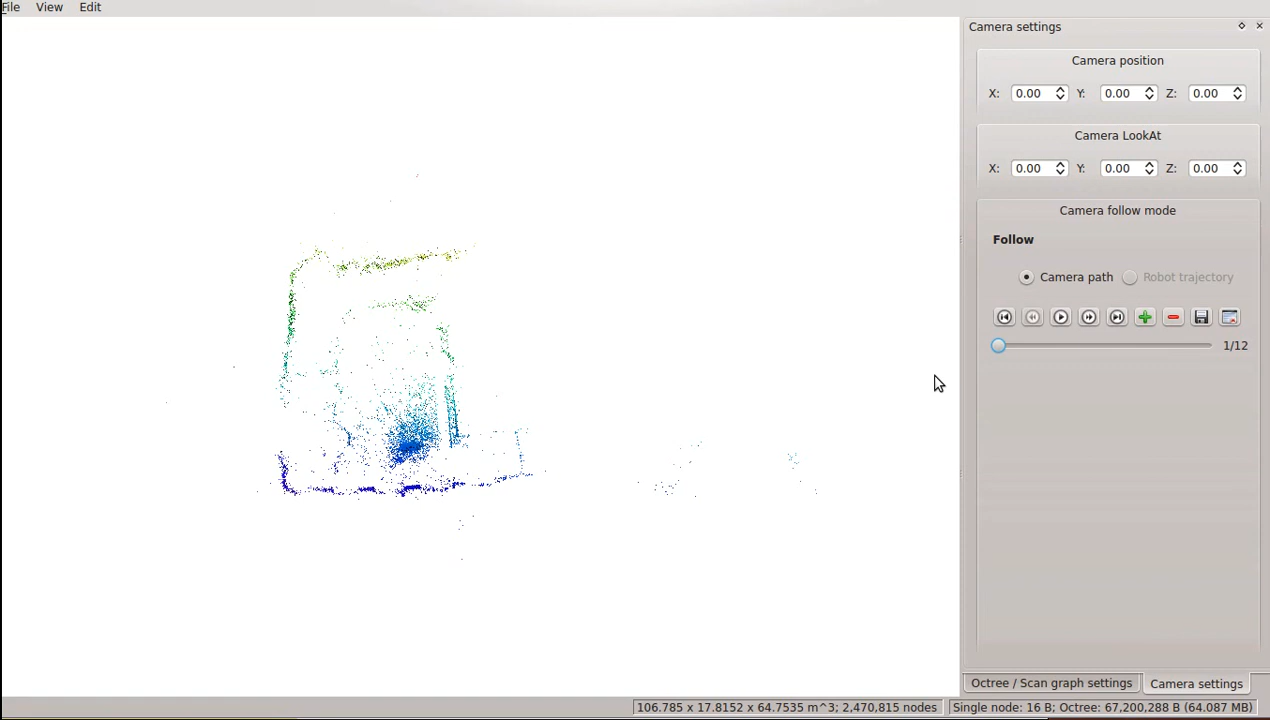 File View Edit
Camera settings
Camera position
X: 0.00 Y: 0.00 Z: 0.00
Camera LookAt
X: 0.00 Y: 0.00 Z: 0.00
Camera follow mode
Follow
Camera path Robot trajectory
1/12
Octree / Scan graph settings Camera settings
106.785 x 17.8152 x 64.7535 m^3; 2,470,815 nodes Single node: 16 B; Octree: 67,200,288 B (64.087 MB)